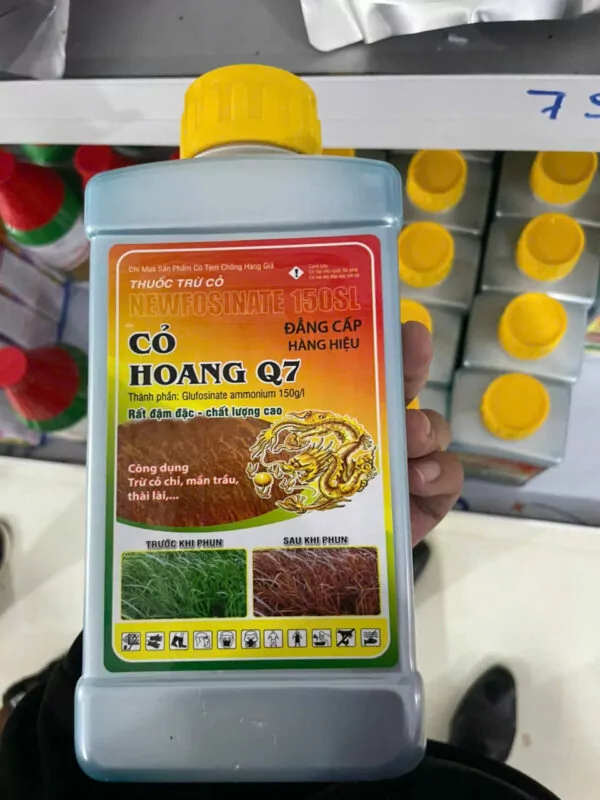 7 S
Chỉ Mua Sản Phẩm Có Tem Chống Hàng Giả
THUỐC TRỪ CỎ
NEWFOSINATE 150SL
ĐẲNG CẤP
HÀNG HIỆU
CỎ
HOANG Q7
Thành phần: Glufosinate ammonium 150g/l
Rất đậm đặc - chất lượng cao
Công dụng
Trừ cỏ chỉ, mần trầu,
thài lài,...
TRƯỚC KHI PHUN
SAU KHI PHUN